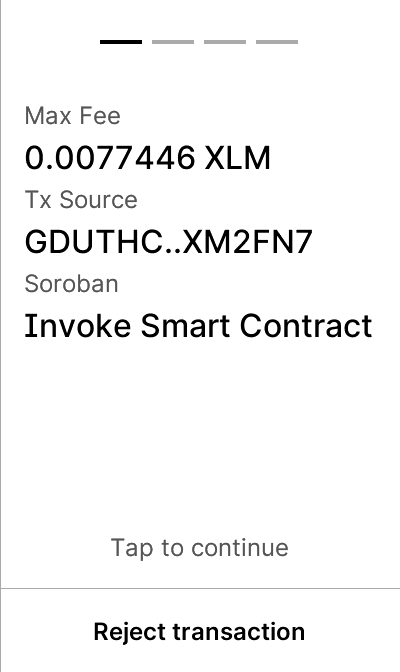 Max Fee
0.0077446 XLM
Tx Source
GDUTHC..XM2FN7
Soroban
Invoke Smart Contract
Tap to continue
Reject transaction